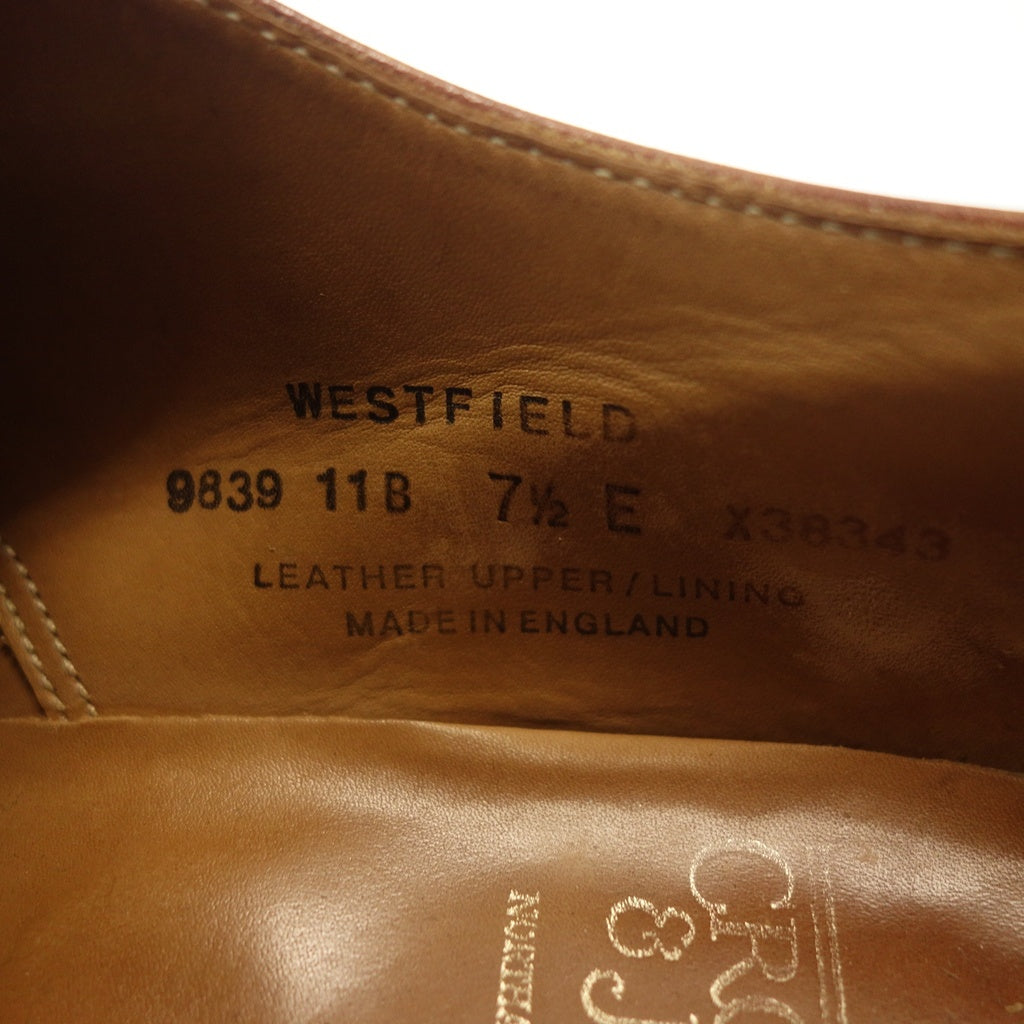 WESTFIELD
9839 11B 7½ E X38343
LEATHER UPPER/LINING
MADE IN ENGLAND